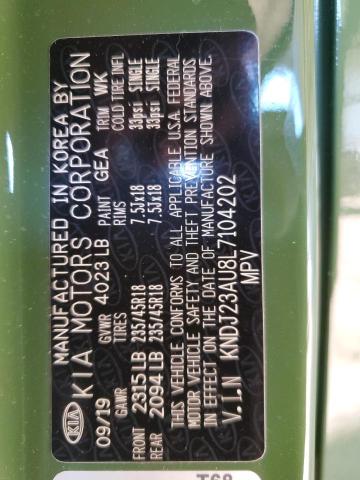 MANUFACTURED IN KOREA BY
KIA KIA MOTORS CORPORATION
09/19 GVWR 4023 LB PAINT GEA TRIM WK
GAWR TIRES RIMS COLD TIRE INFL
FRONT 2315 LB 235/45R18 7.5Jx18 33psi SINGLE
REAR 2094 LB 235/45R18 7.5Jx18 33psi SINGLE
THIS VEHICLE CONFORMS TO ALL APPLICABLE U.S.A. FEDERAL
MOTOR VEHICLE SAFETY AND THEFT PREVENTION STANDARDS
IN EFFECT ON THE DATE OF MANUFACTURE SHOWN ABOVE.
V.I.N KNDJ23AU8L7104202
MPV
T68